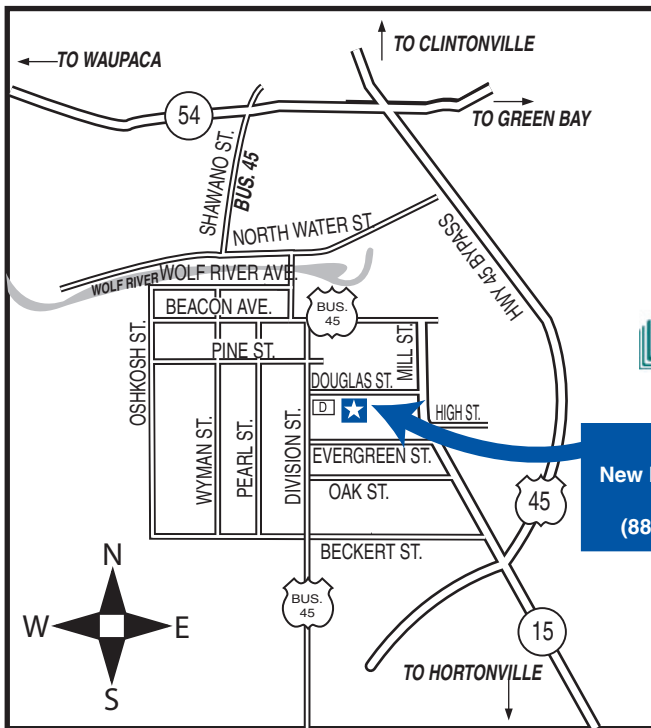 TO CLINTONVILLE
TO WAUPACA
54
TO GREEN BAY
SHAWANO ST.
BUS. 45
NORTH WATER ST.
HWY 45 BYPASS
WOLF RIVER
WOLF RIVER AVE.
BEACON AVE.
BUS.
45
OSHKOSH ST.
PINE ST.
MILL ST.
DOUGLAS ST.
D
HIGH ST.
WYMAN ST.
PEARL ST.
DIVISION ST.
EVERGREEN ST.
OAK ST.
New
(88
45
BECKERT ST.
N
W
E
S
BUS.
45
15
TO HORTONVILLE